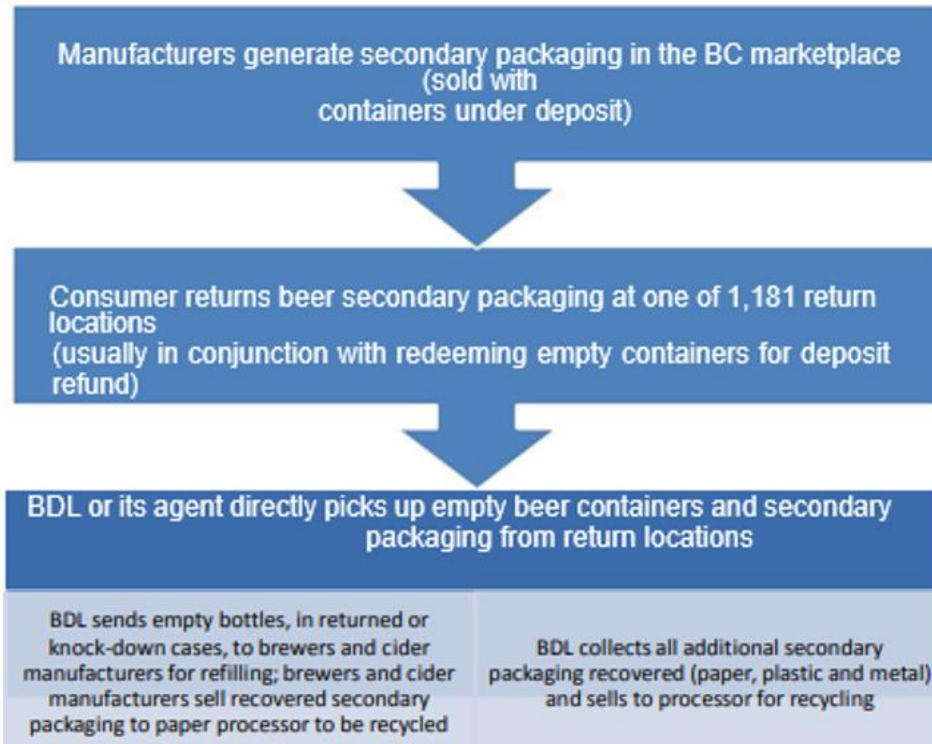 Manufacturers generate secondary packaging in the BC marketplace
(sold with
containers under deposit)
Consumer returns beer secondary packaging at one of 1,181 return
locations
(usually in conjunction with redeeming empty containers for deposit
refund)
BDL or its agent directly picks up empty beer containers and secondary
packaging from return locations
BDL sends empty bottles, in returned or
knock-down cases, to brewers and cider
manufacturers for refilling; brewers and cider
manufacturers sell recovered secondary
packaging to paper processor to be recycled
BDL collects all additional secondary
packaging recovered (paper, plastic and metal)
and sells to processor for recycling